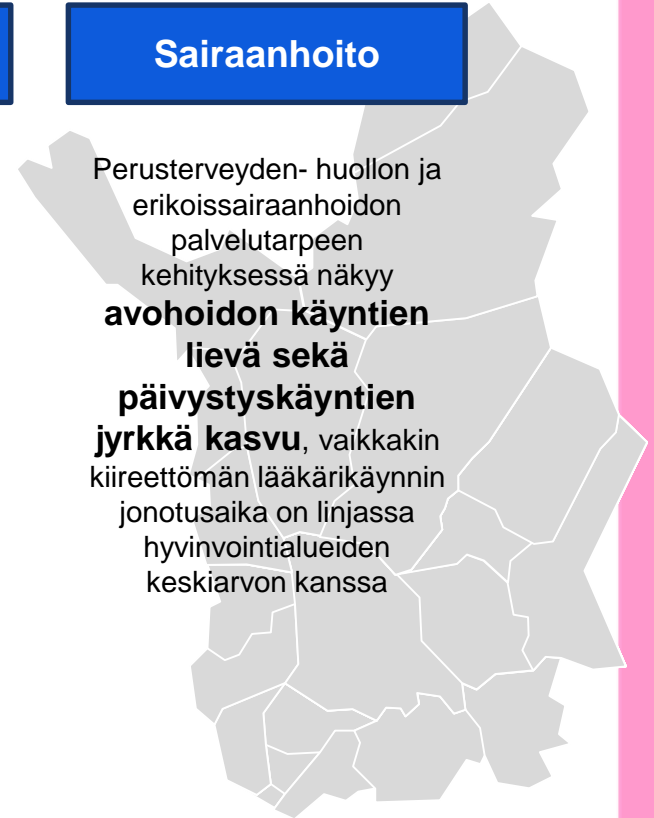 Sairaanhoito
Perusterveyden- huollon ja
erikoissairaanhoidon
palvelutarpeen
kehityksessä näkyy
avohoidon käyntien
lievä sekä
päivystyskäyntien
jyrkkä kasvu, vaikkakin
kiireettömän lääkärikäynnin
jonotusaika on linjassa
hyvinvointialueiden
keskiarvon kanssa